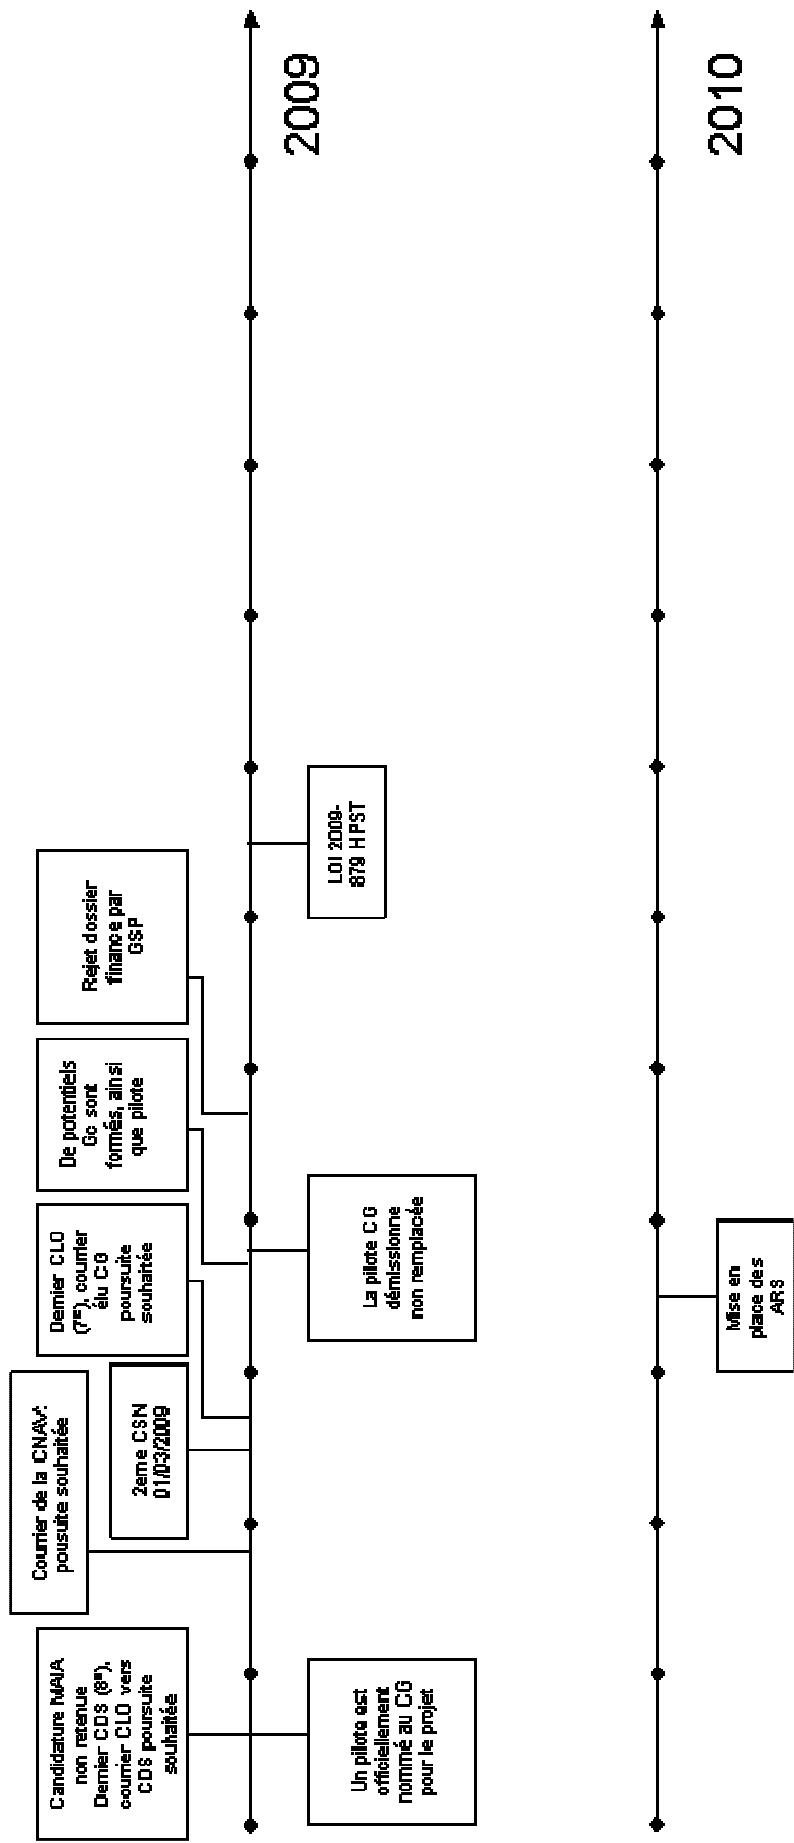 Candidature MAIA
non retenue
Dernier CDS (8ᵉ),
courrier CLO vers
CDS poursuite
souhaitée
Courrier de la CNAV:
pousuite souhaitée
2eme CSN
01/03/2009
Dernier CLO
(7ᵉ), courrier
élu CG
poursuite
souhaitée
De potentiels
Gc sont
formés, ainsi
que pilote
Rejet dossier
finance par
GSP
2009
Un pilote est
officiellement
nommé au CG
pour le projet
La pilote CG
démissionne
non remplacée
LOI 2009-
879 HPST
2010
Mise en
place des
ARS